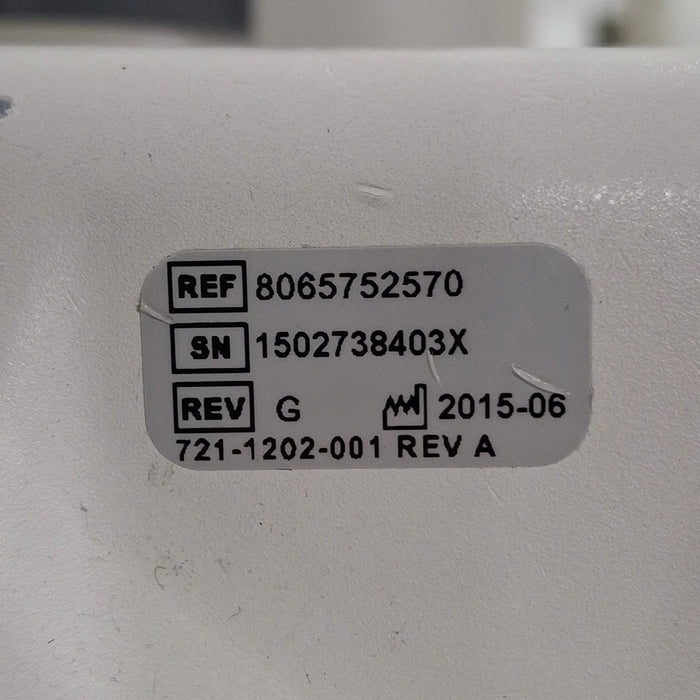 REF 8065752570
SN 1502738403X
REV G 2015-06
721-1202-001 REV A